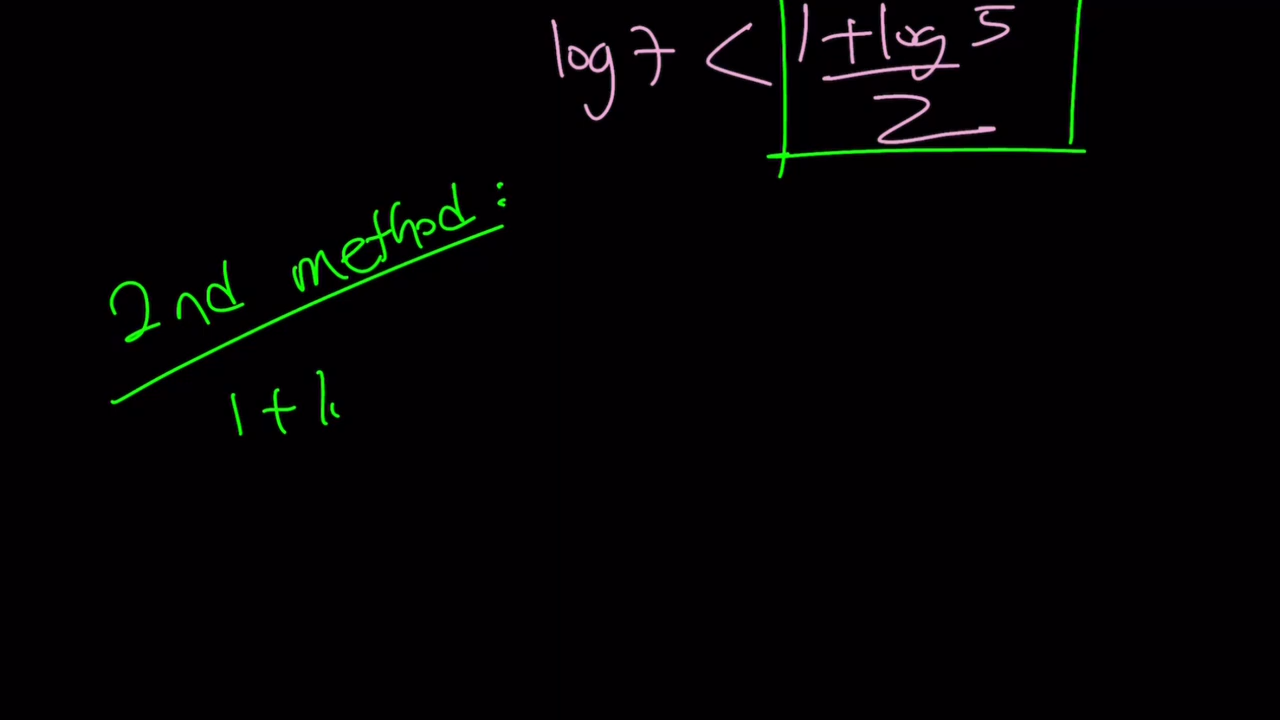 log 7 < 1 + log 5
2
2nd method:
1 +